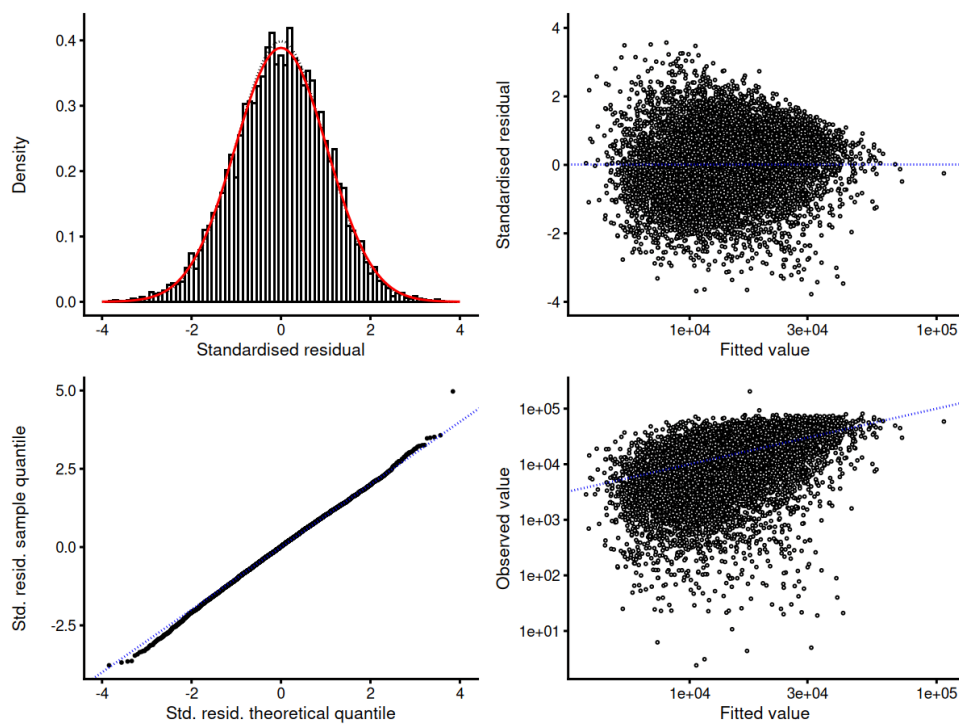 0.4
0.3
0.2
0.1
0.0
Density
-4 -2 0 2 4
Standardised residual
4
2
0
-2
-4
Standardised residual
1e+04 3e+04 1e+05
Fitted value
5.0
2.5
0.0
-2.5
Std. resid. sample quantile
-4 -2 0 2 4
Std. resid. theoretical quantile
1e+05
1e+04
1e+03
1e+02
1e+01
Observed value
1e+04 3e+04 1e+05
Fitted value